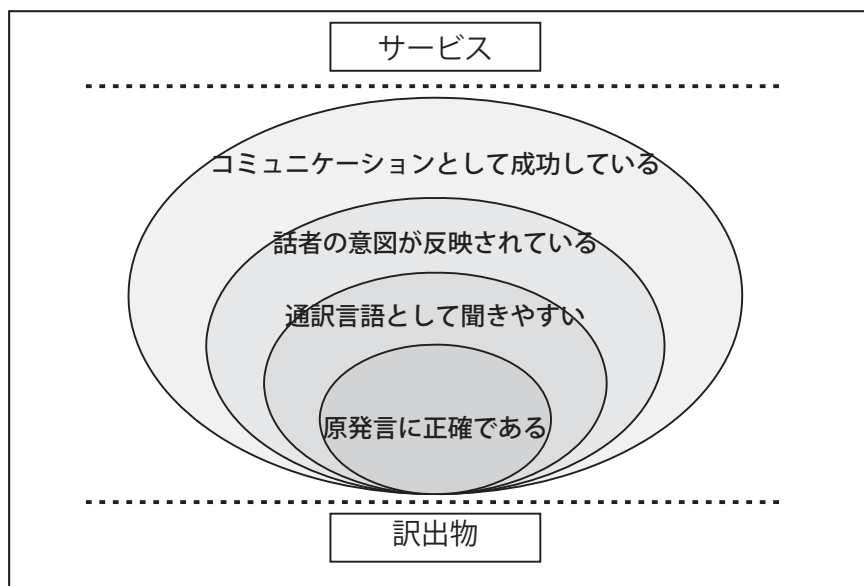 サービス
コミュニケーションとして成功している
話者の意図が反映されている
通訳言語として聞きやすい
原発言に正確である
訳出物